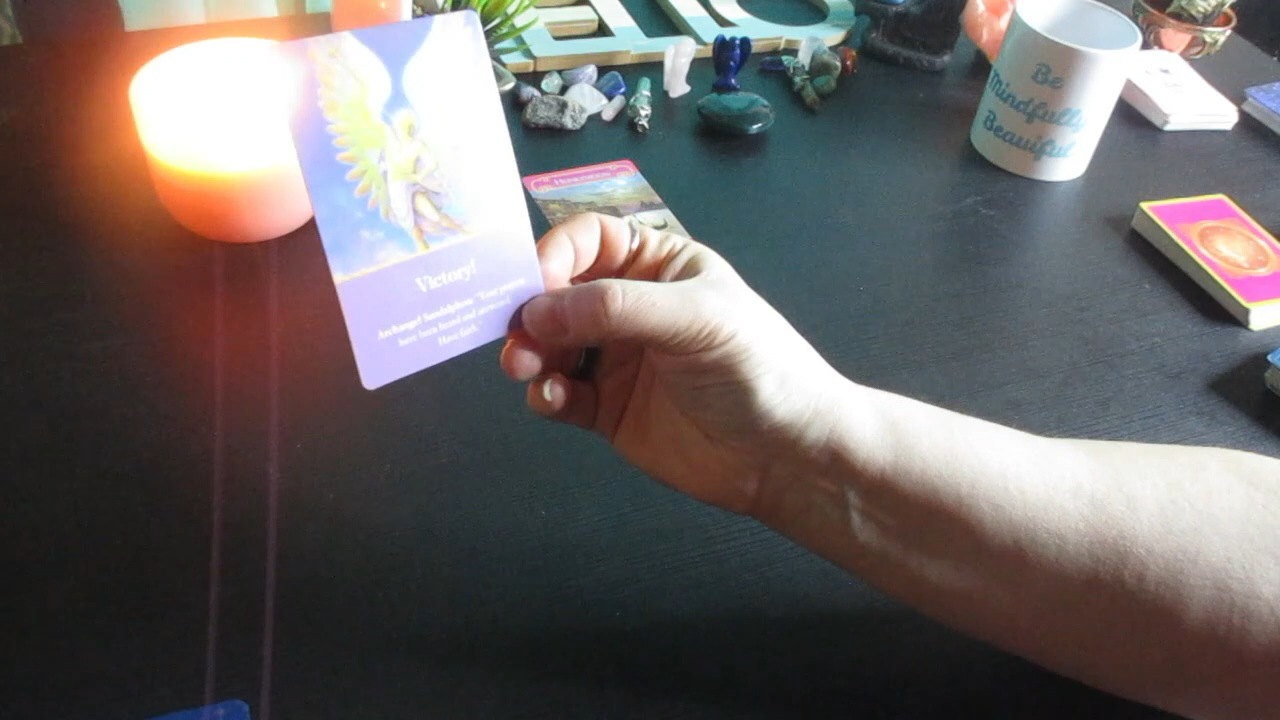 Be
Mindfully
Beautiful
Victory!
Archangel Sandalphon: "Your prayers
have been heard and answered.
Have faith."